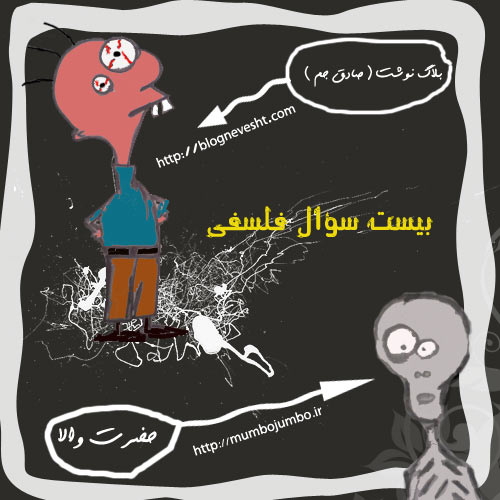 بلاگ نوشت ( صادق جم )
http://blognevesht.com
بیست سوال فلسفی
http://mumbojumbo.ir
حضرت والا